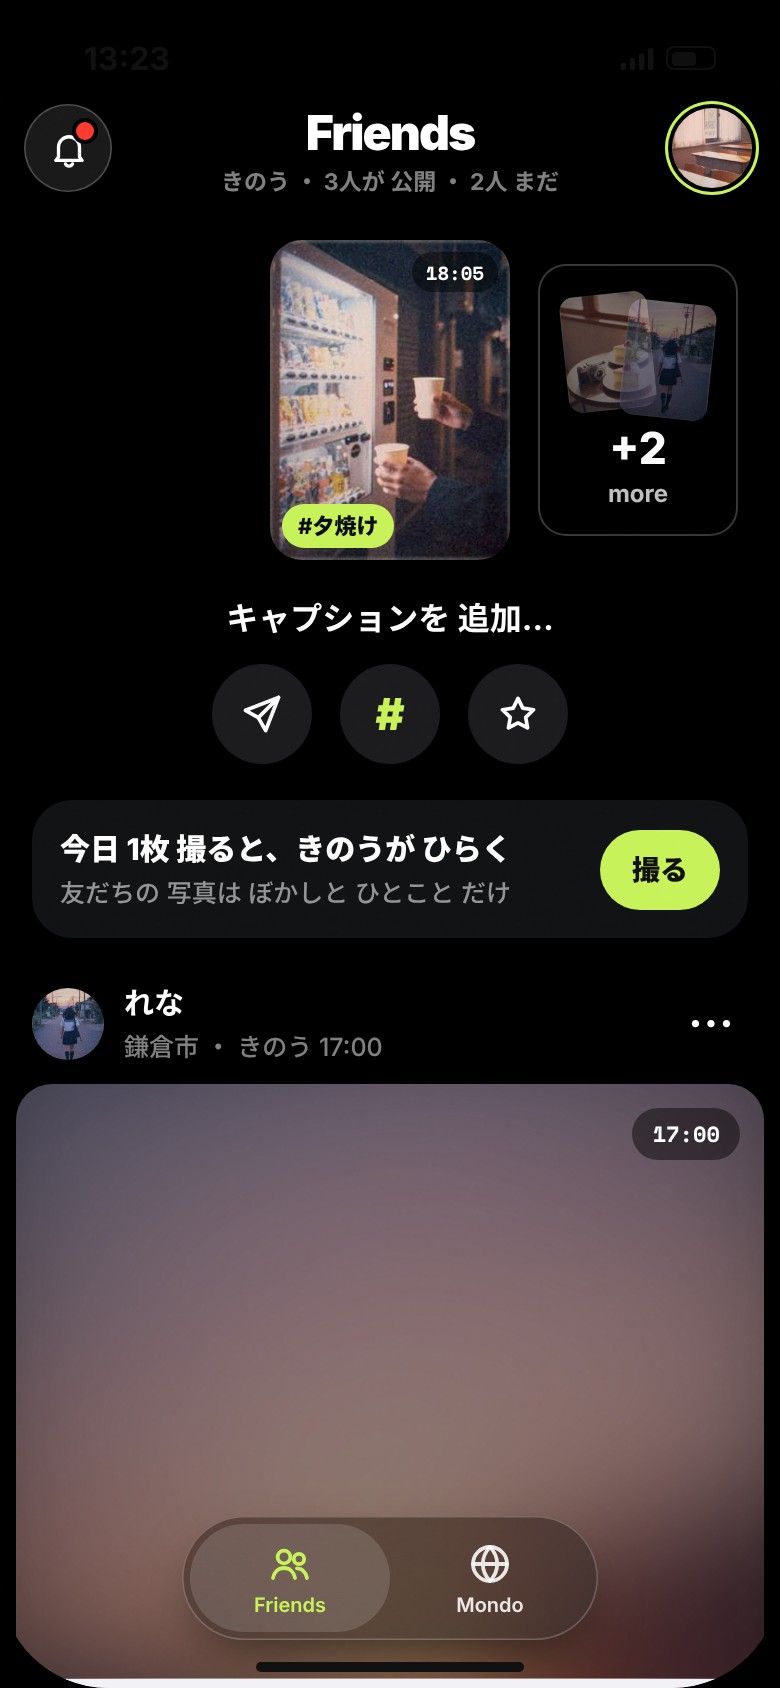 13:23
Friends
きのう ・ 3人が 公開 ・ 2人 まだ
18:05
#夕焼け
+2
more
キャプションを 追加...
#
今日 1枚 撮ると、きのうが ひらく
友だちの 写真は ぼかしと ひとこと だけ
撮る
れな
鎌倉市 ・ きのう 17:00
17:00
Friends
Mondo